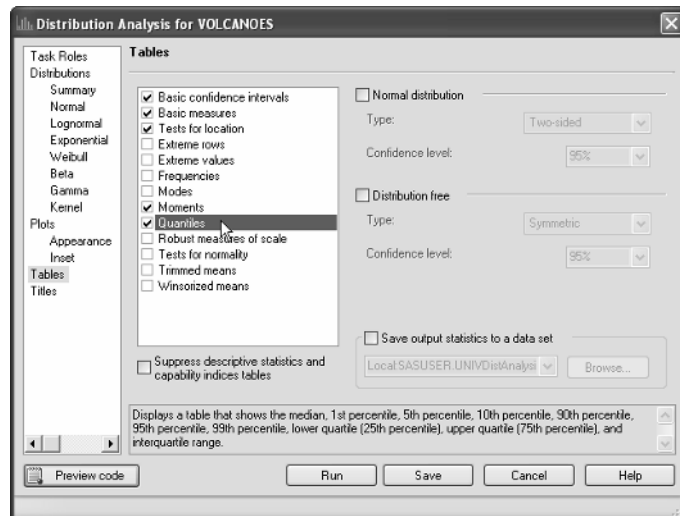 Distribution Analysis for VOLCANOES
Task Roles
Distributions
Summary
Normal
Lognormal
Exponential
Weibull
Beta
Gamma
Kernel
Plots
Appearance
Inset
Tables
Titles
Tables
Basic confidence intervals
Basic measures
Tests for location
Extreme rows
Extreme values
Frequencies
Modes
Moments
Quantiles
Robust measures of scale
Tests for normality
Trimmed means
Winsorized means
Suppress descriptive statistics and
capability indices tables
Normal distribution
Type: Two-sided
Confidence level: 95%
Distribution free
Type: Symmetric
Confidence level: 95%
Save output statistics to a data set
Local:SASUSER.UNIVDistAnalysi Browse...
Displays a table that shows the median, 1st percentile, 5th percentile, 10th percentile, 90th percentile,
95th percentile, 99th percentile, lower quartile (25th percentile), upper quartile (75th percentile), and
interquartile range.
Preview code Run Save Cancel Help